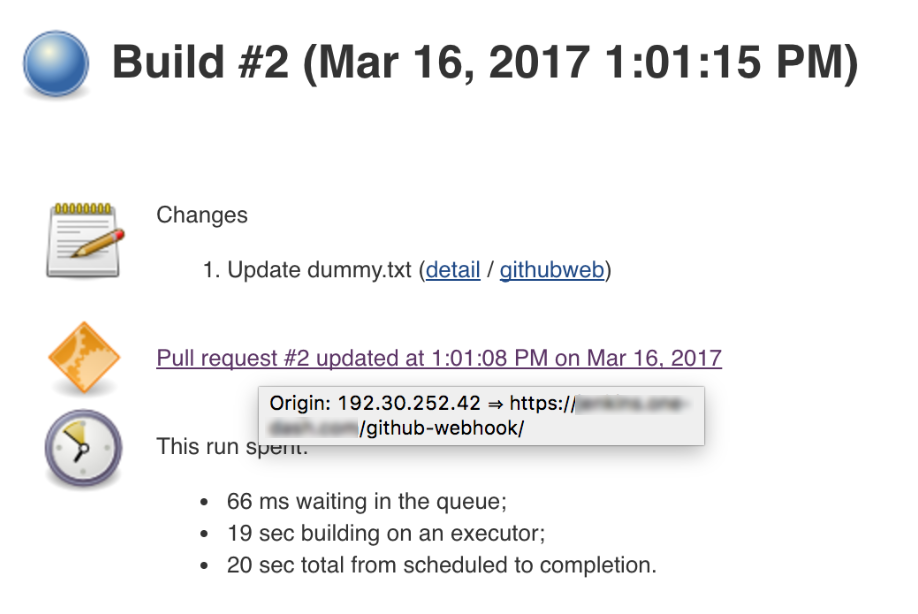 Build #2 (Mar 16, 2017 1:01:15 PM)
Changes
1. Update dummy.txt (detail / githubweb)
Pull request #2 updated at 1:01:08 PM on Mar 16, 2017
Origin: 192.30.252.42 ⇒ https://
/github-webhook/
This run spent:
• 66 ms waiting in the queue;
• 19 sec building on an executor;
• 20 sec total from scheduled to completion.